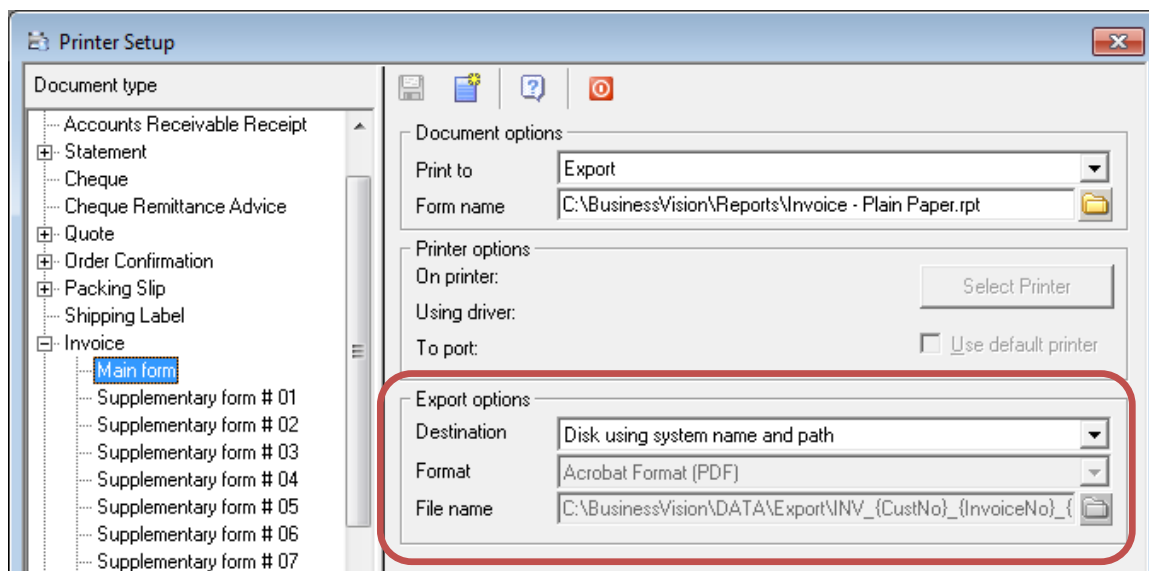 Printer Setup
Document type
Accounts Receivable Receipt
Statement
Cheque
Cheque Remittance Advice
Quote
Order Confirmation
Packing Slip
Shipping Label
Invoice
Main form
Supplementary form # 01
Supplementary form # 02
Supplementary form # 03
Supplementary form # 04
Supplementary form # 05
Supplementary form # 06
Supplementary form # 07
Document options
Print to Export
Form name C:\BusinessVision\Reports\Invoice - Plain Paper.rpt
Printer options
On printer: Select Printer
Using driver:
To port: Use default printer
Export options
Destination Disk using system name and path
Format Acrobat Format (PDF)
File name C:\BusinessVision\DATA\Export\INV_{CustNo}_{InvoiceNo}_{